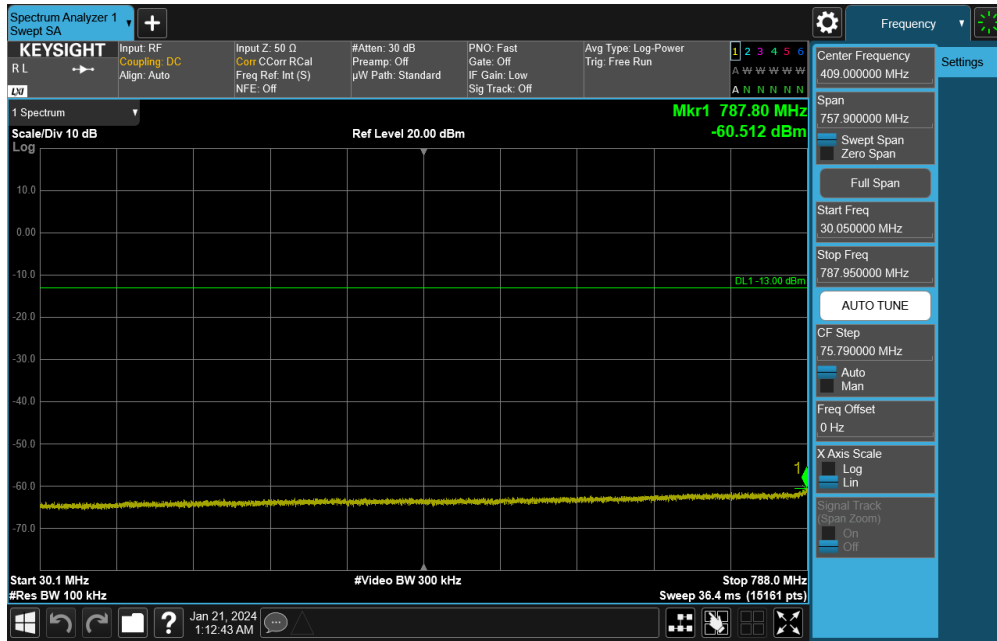 Spectrum Analyzer 1
Swept SA
Frequency
KEYSIGHT
R L
LXI
Input: RF
Coupling: DC
Align: Auto
Input Z: 50 Ω
Corr CCorr RCal
Freq Ref: Int (S)
NFE: Off
#Atten: 30 dB
Preamp: Off
µW Path: Standard
PNO: Fast
Gate: Off
IF Gain: Low
Sig Track: Off
Avg Type: Log-Power
Trig: Free Run
1 2 3 4 5 6
A W W W W W
A N N N N N
1 Spectrum
Scale/Div 10 dB
Log
Ref Level 20.00 dBm
Mkr1 787.80 MHz
-60.512 dBm
10.0
0.00
-10.0
DL1 -13.00 dBm
-20.0
-30.0
-40.0
-50.0
1
-60.0
-70.0
Start 30.1 MHz
#Res BW 100 kHz
#Video BW 300 kHz
Stop 788.0 MHz
Sweep 36.4 ms (15161 pts)
Center Frequency
409.000000 MHz
Settings
Span
757.900000 MHz
Swept Span
Zero Span
Full Span
Start Freq
30.050000 MHz
Stop Freq
787.950000 MHz
AUTO TUNE
CF Step
75.790000 MHz
Auto
Man
Freq Offset
0 Hz
X Axis Scale
Log
Lin
Signal Track
(Span Zoom)
On
Off
?
Jan 21, 2024
1:12:43 AM